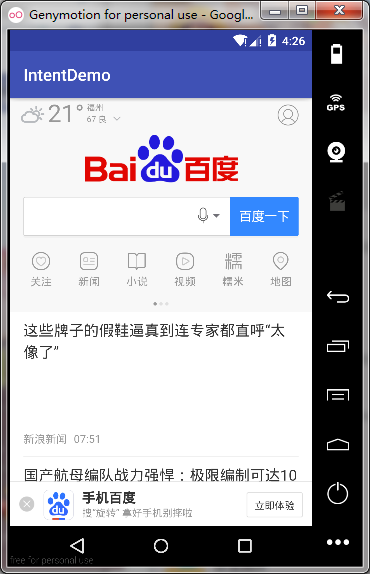 Genymotion for personal use - Googl...
4:26
IntentDemo
GPS
21°
福州
67 良
Bai du 百度
百度一下
关注 新闻 小说 视频 糯米 地图
糯
这些牌子的假鞋逼真到连专家都直呼“太
像了”
新浪新闻 07:51
国产航母编队战力强悍：极限编制可达10
手机百度
搜“旋转” 拿好手机别摔啦
立即体验
free for personal use